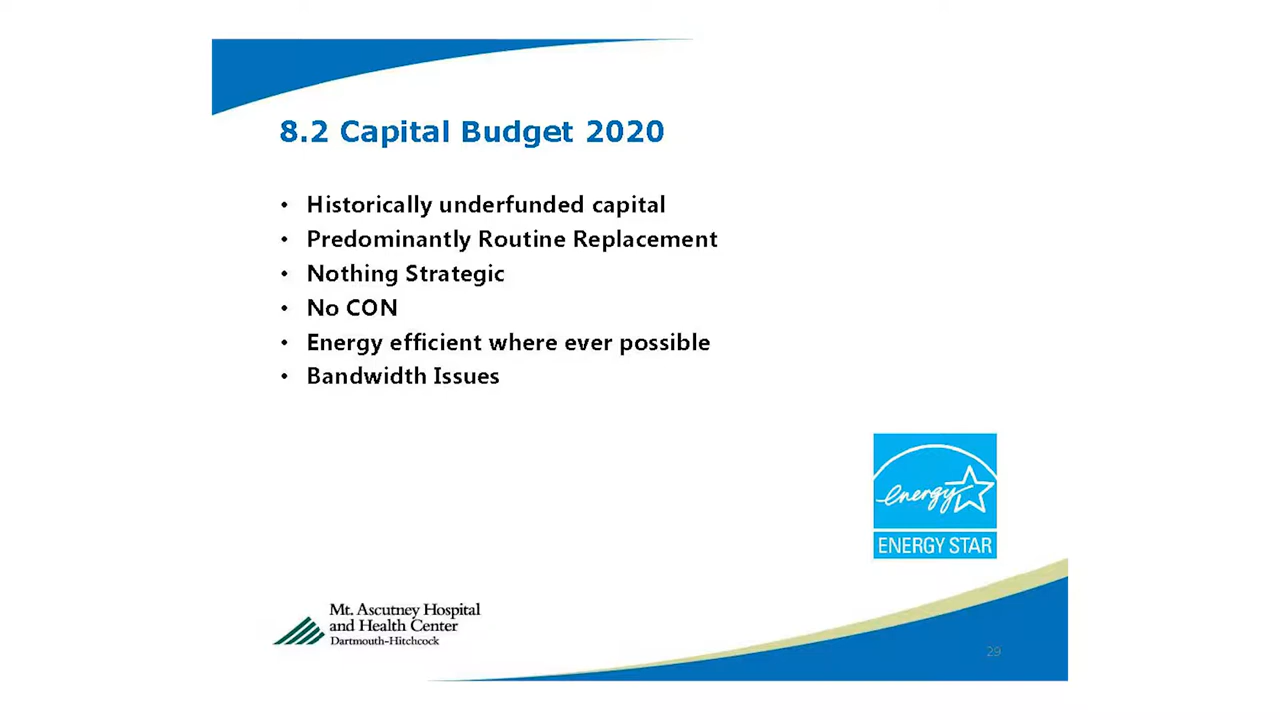 8.2 Capital Budget 2020
• Historically underfunded capital
• Predominantly Routine Replacement
• Nothing Strategic
• No CON
• Energy efficient where ever possible
• Bandwidth Issues
energy
ENERGY STAR
Mt. Ascutney Hospital
and Health Center
Dartmouth-Hitchcock
29